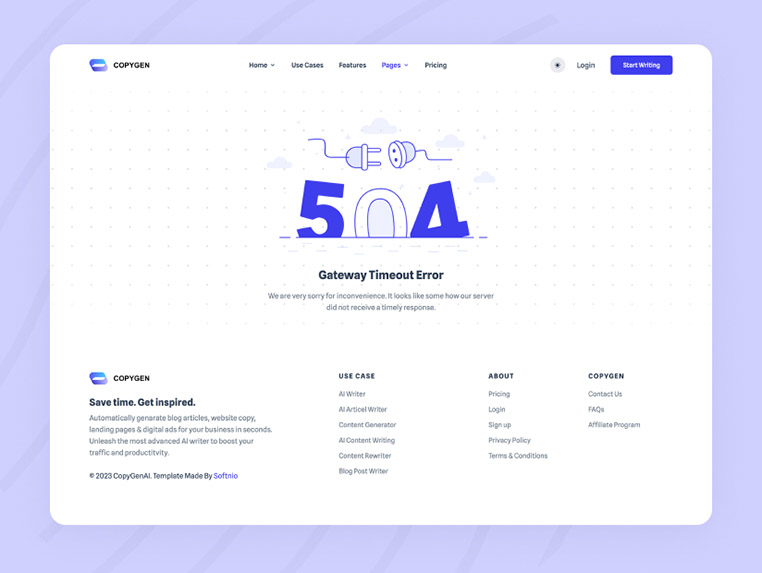 COPYGEN
Home
Use Cases
Features
Pages
Pricing
Login
Start Writing
504
Gateway Timeout Error
We are very sorry for inconvenience. It looks like some how our server
did not receive a timely response.
COPYGEN
Save time. Get inspired.
Automatically genarate blog articles, website copy,
landing pages & digital ads for your business in seconds.
Unleash the most advanced AI writer to boost your
traffic and productitvity.
© 2023 CopyGenAI. Template Made By Softnio
USE CASE
AI Writer
AI Articel Writer
Content Generator
AI Content Writing
Content Rewriter
Blog Post Writer
ABOUT
Pricing
Login
Sign up
Privacy Policy
Terms & Conditions
COPYGEN
Contact Us
FAQs
Affiliate Program